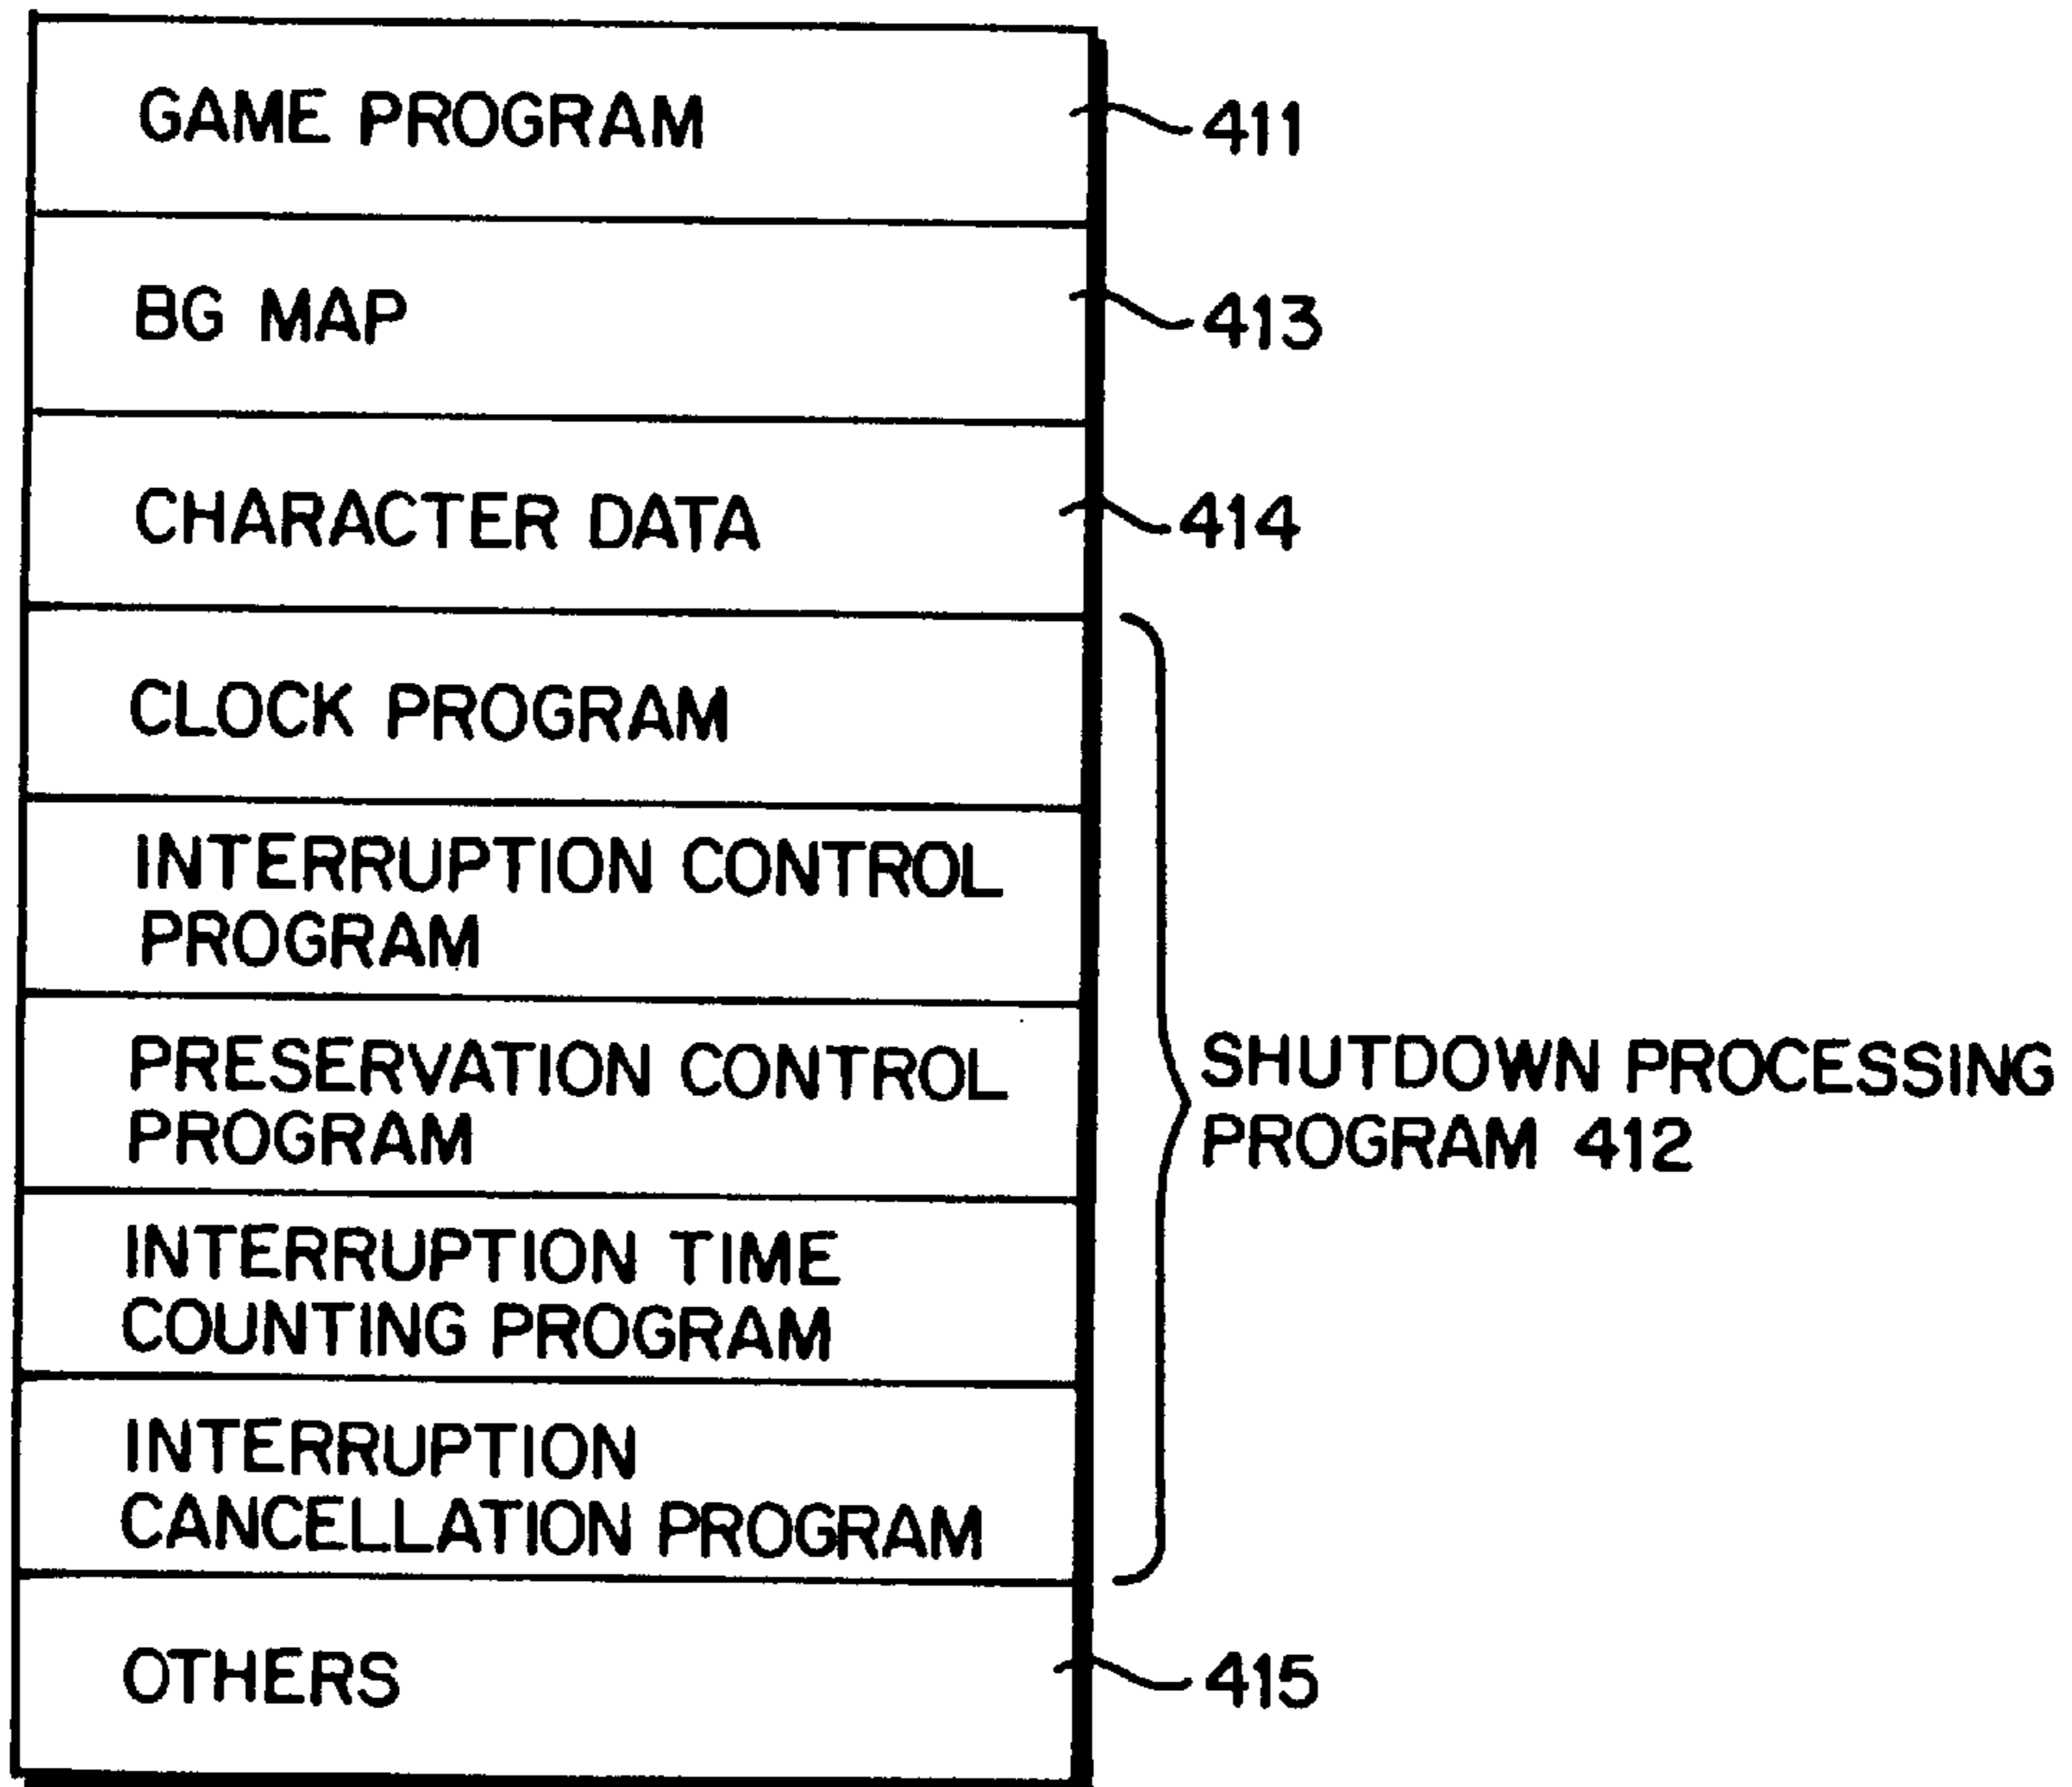 GAME PROGRAM
411
BG MAP
413
CHARACTER DATA
414
CLOCK PROGRAM
INTERRUPTION CONTROL
PROGRAM
PRESERVATION CONTROL
PROGRAM
INTERRUPTION TIME
COUNTING PROGRAM
INTERRUPTION
CANCELLATION PROGRAM
SHUTDOWN PROCESSING
PROGRAM 412
OTHERS
415